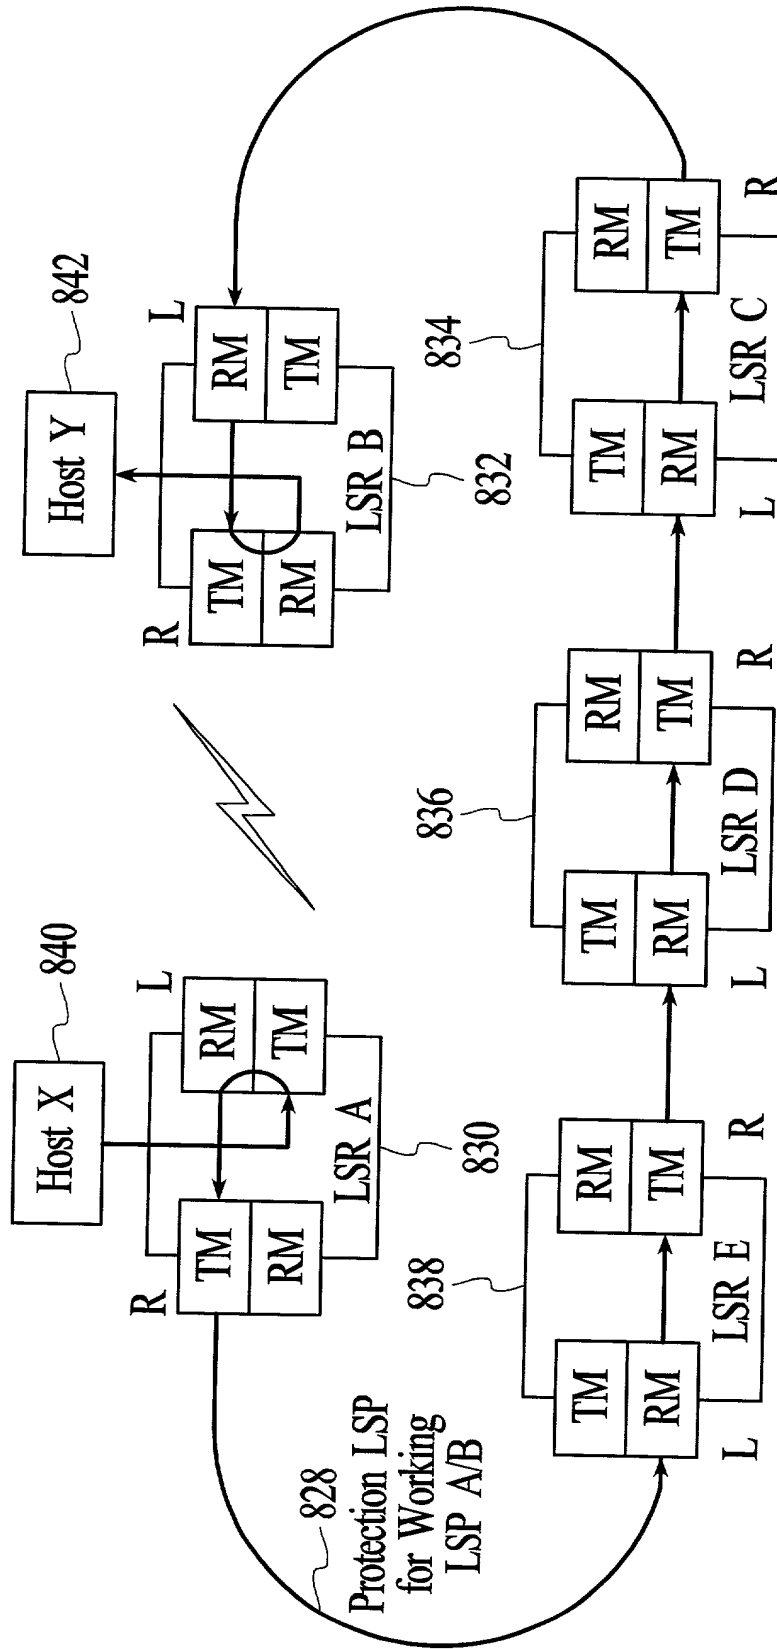 Host X
840
Host Y
842
R
L
TM
RM
RM
TM
LSR A
830
R
L
TM
RM
RM
TM
LSR B
832
828
Protection LSP
for Working
LSP A/B
838
TM
RM
RM
TM
L
LSR E
R
836
TM
RM
RM
TM
L
LSR D
R
834
TM
RM
RM
TM
L
LSR C
R